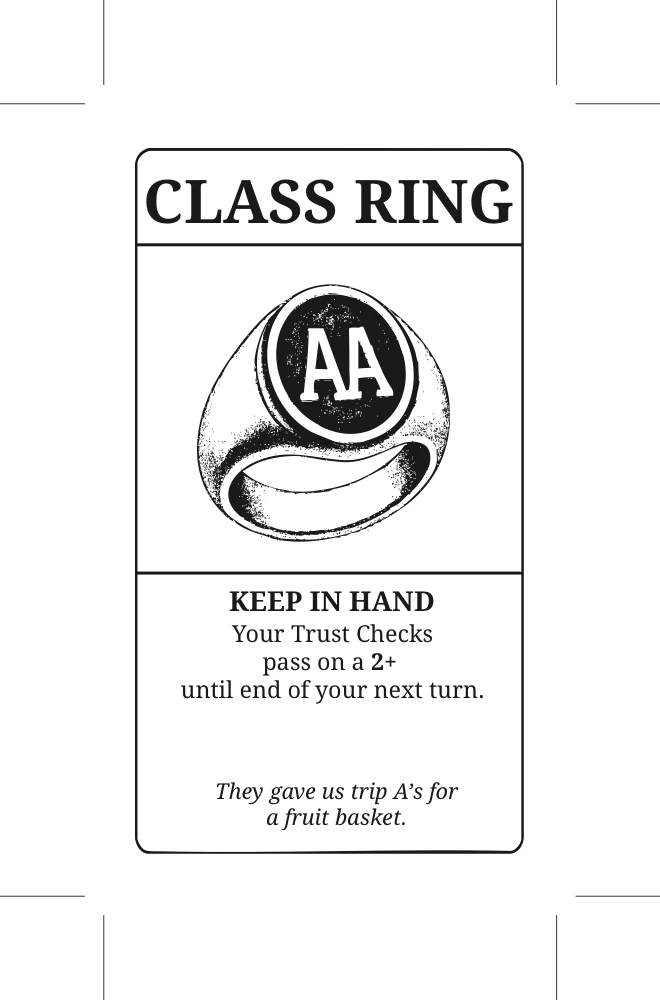 CLASS RING
AA
KEEP IN HAND
Your Trust Checks
pass on a 2+
until end of your next turn.
They gave us trip A’s for
a fruit basket.